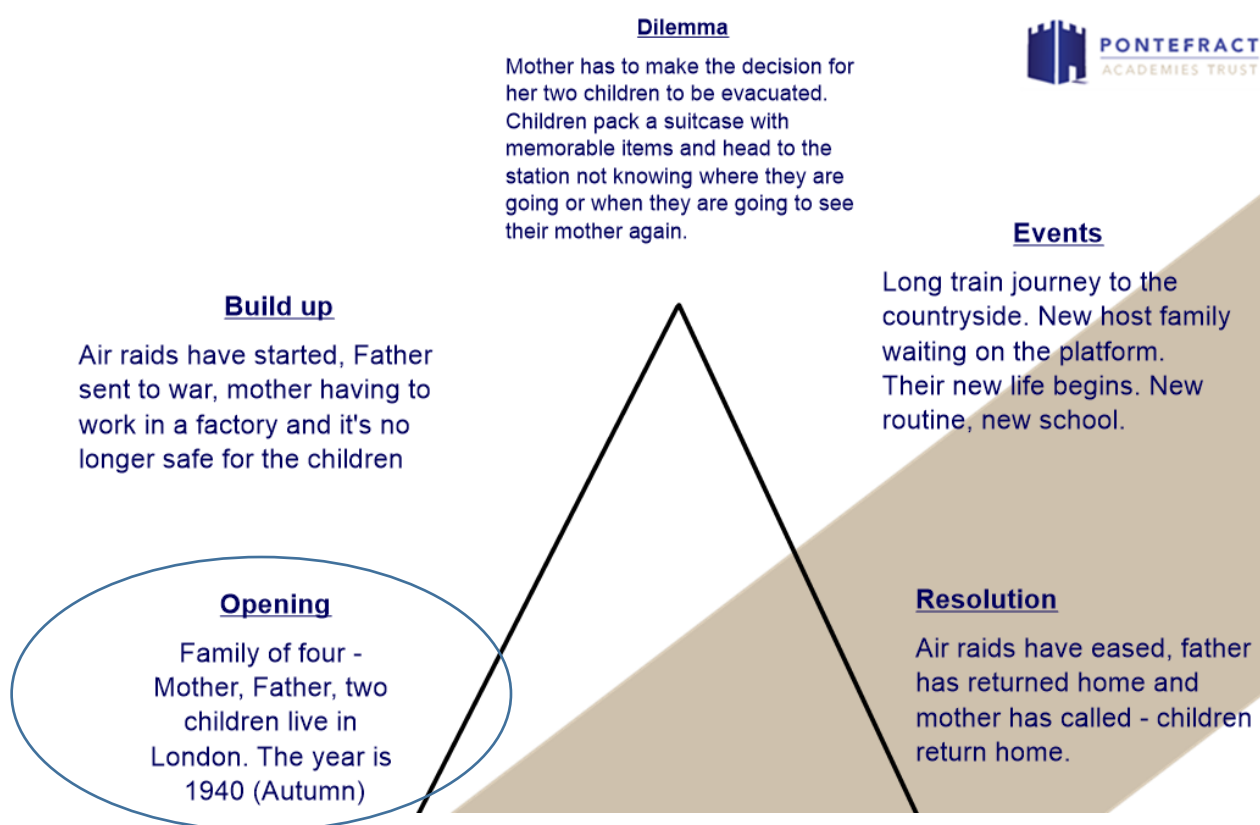 Dilemma
Mother has to make the decision for
her two children to be evacuated.
Children pack a suitcase with
memorable items and head to the
station not knowing where they are
going or when they are going to see
their mother again.
PONTEFRACT
ACADEMIES TRUST
Build up
Air raids have started, Father
sent to war, mother having to
work in a factory and it's no
longer safe for the children
Events
Long train journey to the
countryside. New host family
waiting on the platform.
Their new life begins. New
routine, new school.
Opening
Family of four -
Mother, Father, two
children live in
London. The year is
1940 (Autumn)
Resolution
Air raids have eased, father
has returned home and
mother has called - children
return home.